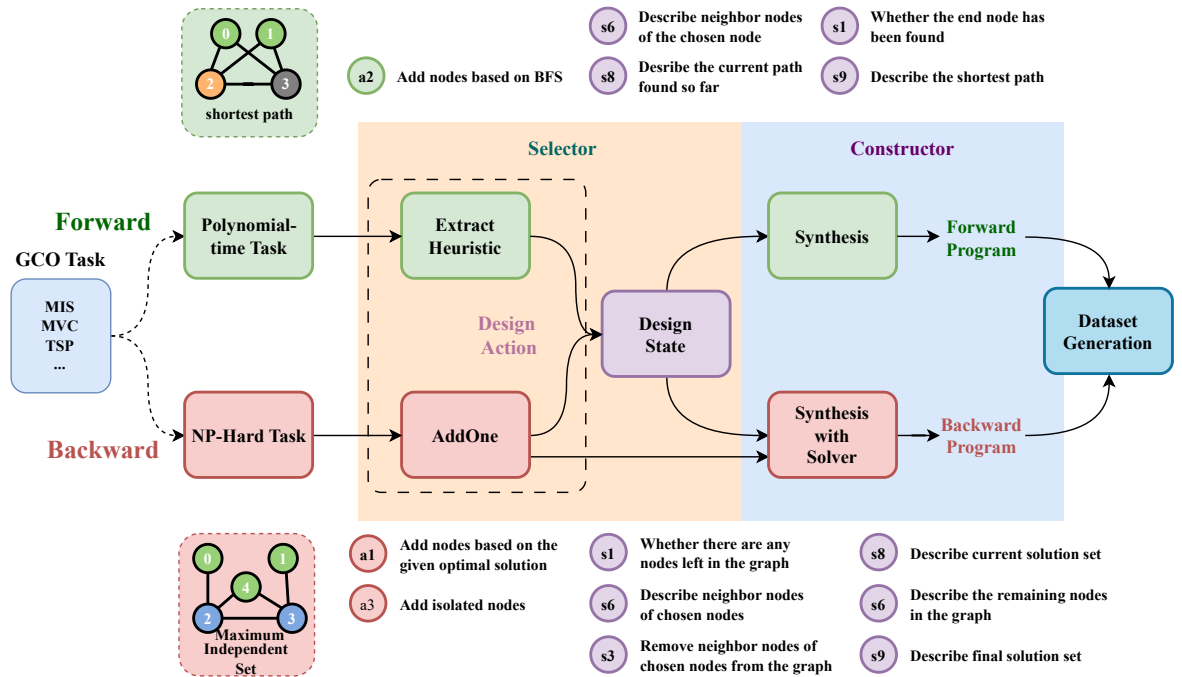 0
1
2
3
shortest path
a2
Add nodes based on BFS
s6
Describe neighbor nodes
of the chosen node
s8
Desribe the current path
found so far
s1
Whether the end node has
been found
s9
Describe the shortest path
Selector
Constructor
Forward
GCO Task
MIS
MVC
TSP
...
Backward
Polynomial-
time Task
NP-Hard Task
Extract
Heuristic
AddOne
Design
Action
Design
State
Synthesis
Synthesis
with
Solver
Forward
Program
Backward
Program
Dataset
Generation
0
1
4
2
3
Maximum
Independent
Set
a1
Add nodes based on the
given optimal solution
a3
Add isolated nodes
s1
Whether there are any
nodes left in the graph
s6
Describe neighbor nodes
of chosen nodes
s3
Remove neighbor nodes of
chosen nodes from the graph
s8
Describe current solution set
s6
Describe the remaining nodes
in the graph
s9
Describe final solution set